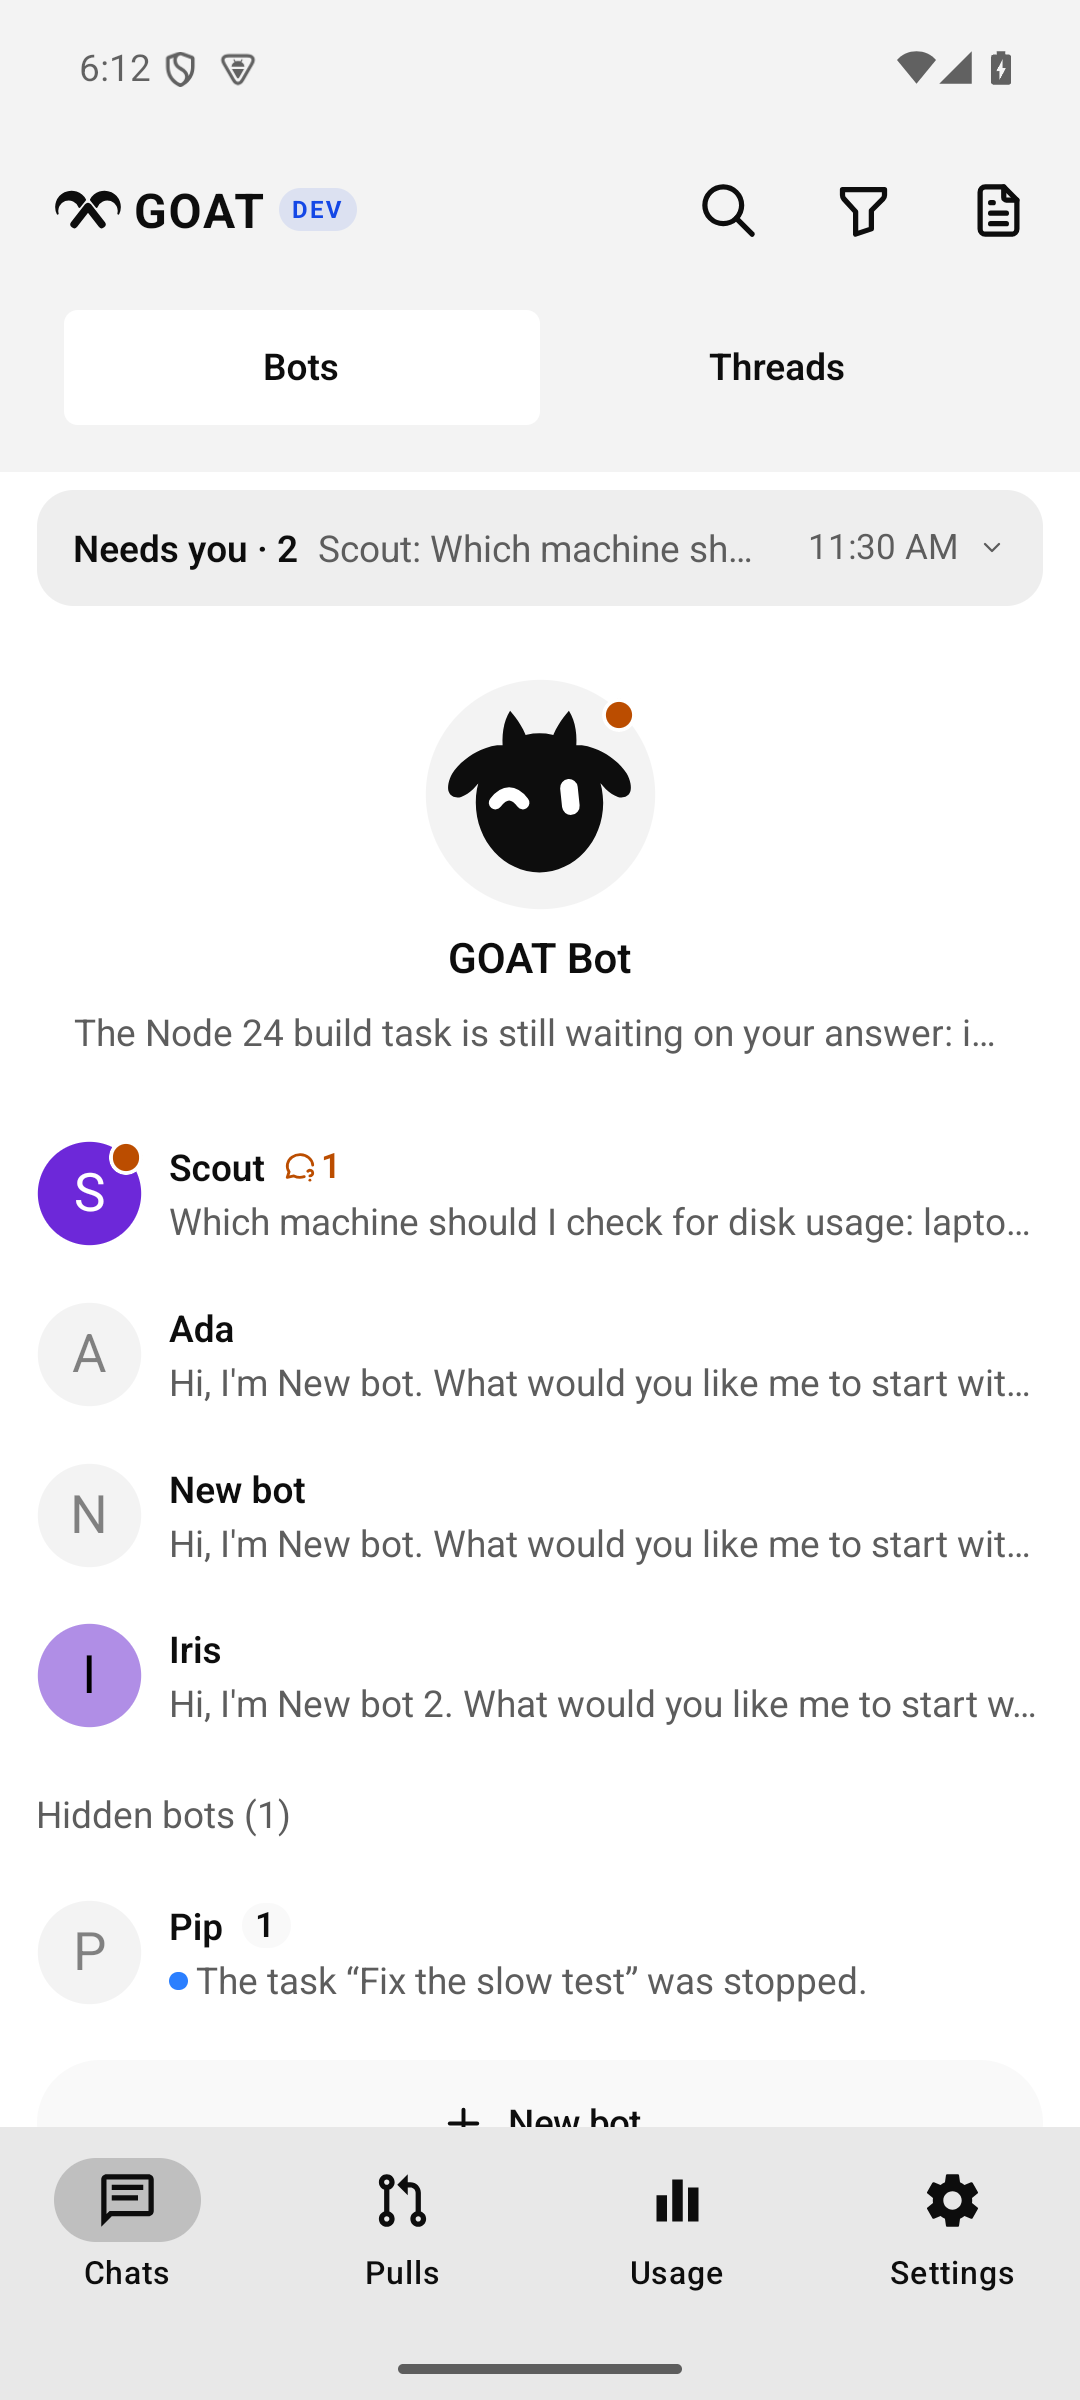 6:12
GOAT DEV
Bots
Threads
Needs you · 2 Scout: Which machine sh… 11:30 AM
GOAT Bot
The Node 24 build task is still waiting on your answer: i…
S
Scout 1
Which machine should I check for disk usage: lapto…
A
Ada
Hi, I'm New bot. What would you like me to start wit…
N
New bot
Hi, I'm New bot. What would you like me to start wit…
I
Iris
Hi, I'm New bot 2. What would you like me to start w…
Hidden bots (1)
P
Pip 1
The task “Fix the slow test” was stopped.
+ New bot
Chats
Pulls
Usage
Settings